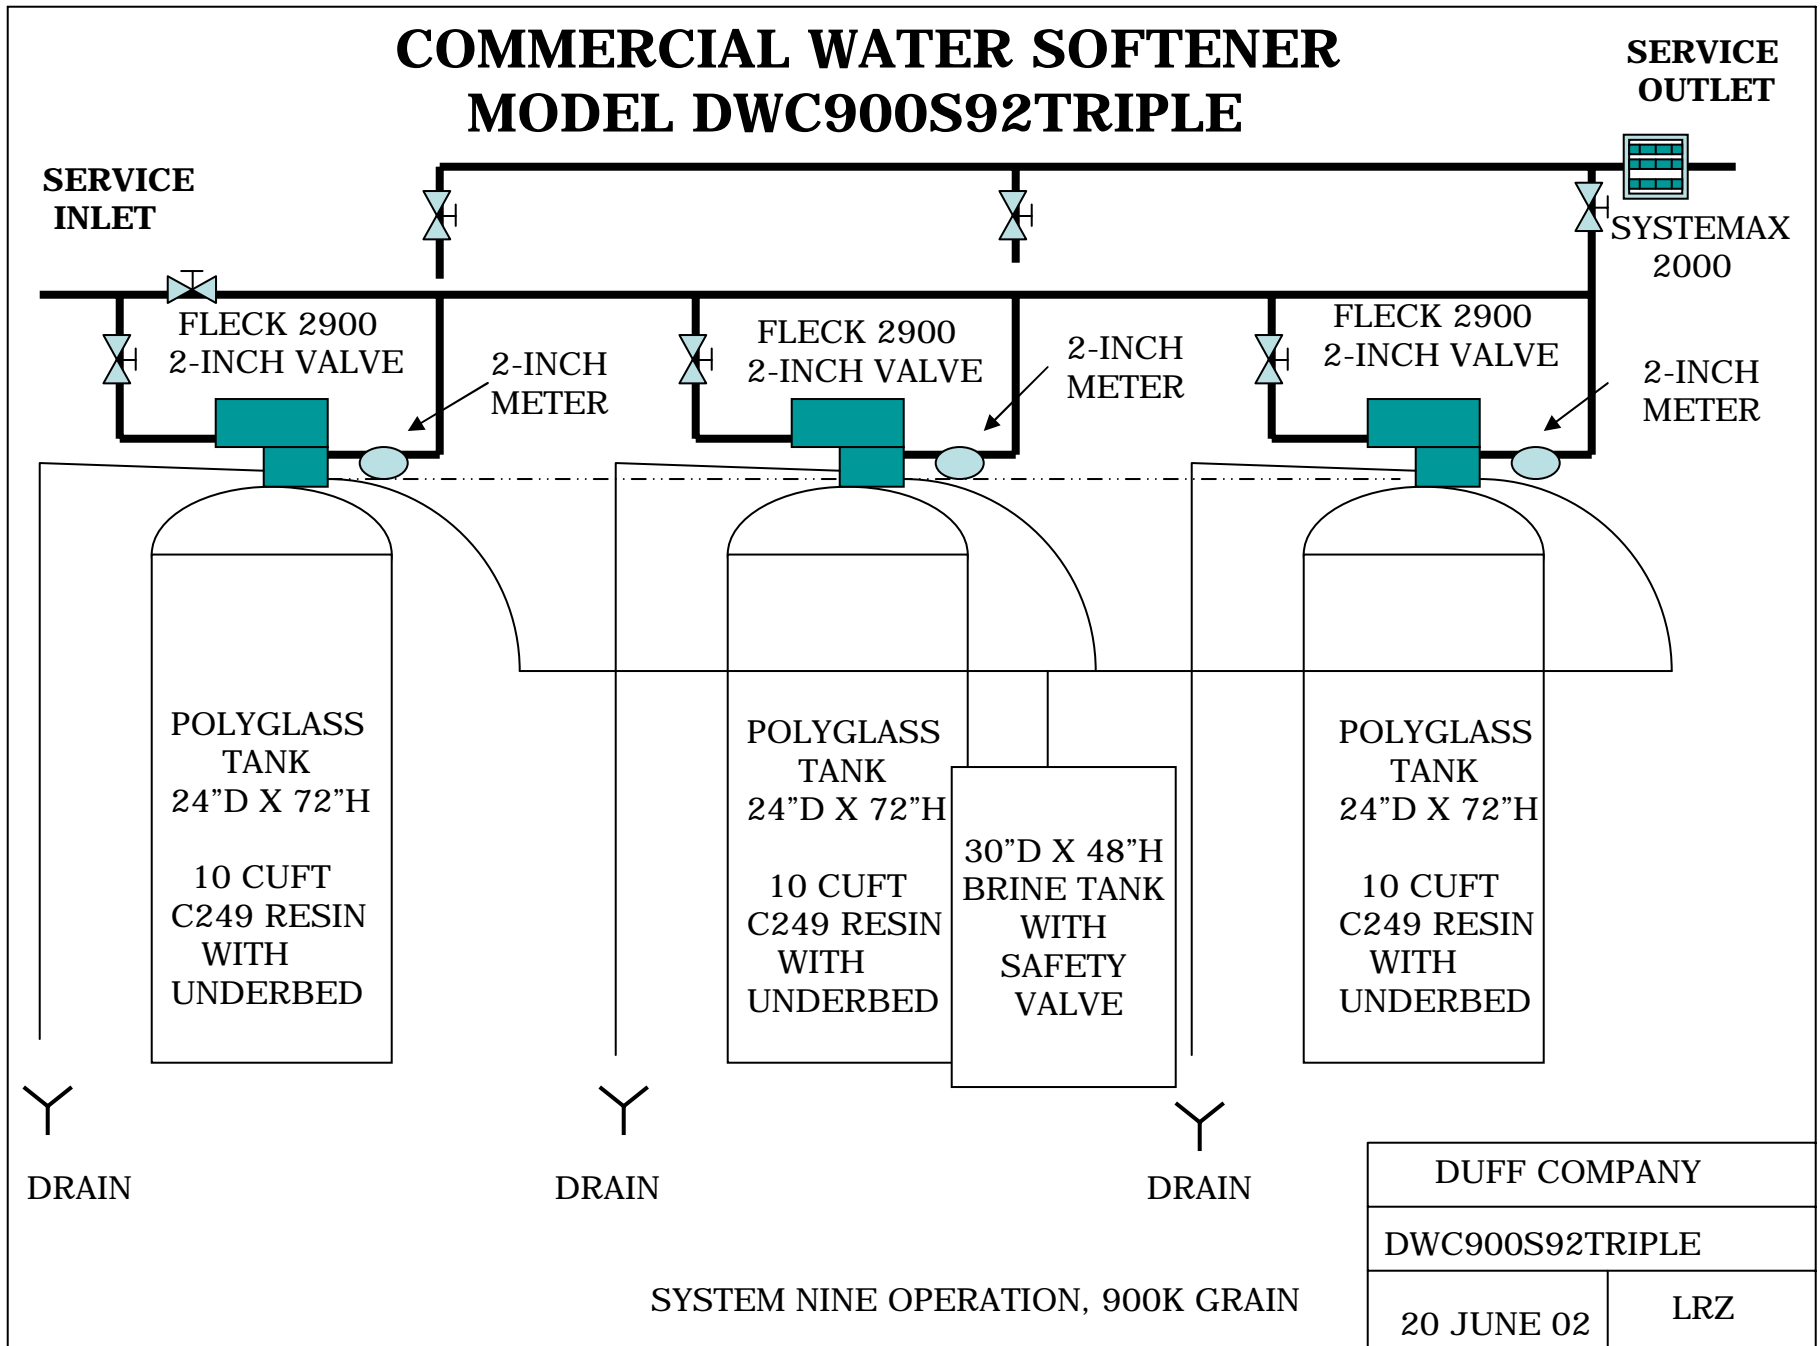 COMMERCIAL WATER SOFTENER
MODEL DWC900S92TRIPLE
SERVICE
OUTLET
SERVICE
INLET
SYSTEMAX
2000
FLECK 2900
2-INCH VALVE
2-INCH
METER
FLECK 2900
2-INCH VALVE
2-INCH
METER
FLECK 2900
2-INCH VALVE
2-INCH
METER
POLYGLASS
TANK
24”D X 72”H
10 CUFT
C249 RESIN
WITH
UNDERBED
POLYGLASS
TANK
24”D X 72”H
10 CUFT
C249 RESIN
WITH
UNDERBED
30”D X 48”H
BRINE TANK
WITH
SAFETY
VALVE
POLYGLASS
TANK
24”D X 72”H
10 CUFT
C249 RESIN
WITH
UNDERBED
DRAIN
DRAIN
DRAIN
SYSTEM NINE OPERATION, 900K GRAIN
DUFF COMPANY
DWC900S92TRIPLE
20 JUNE 02
LRZ